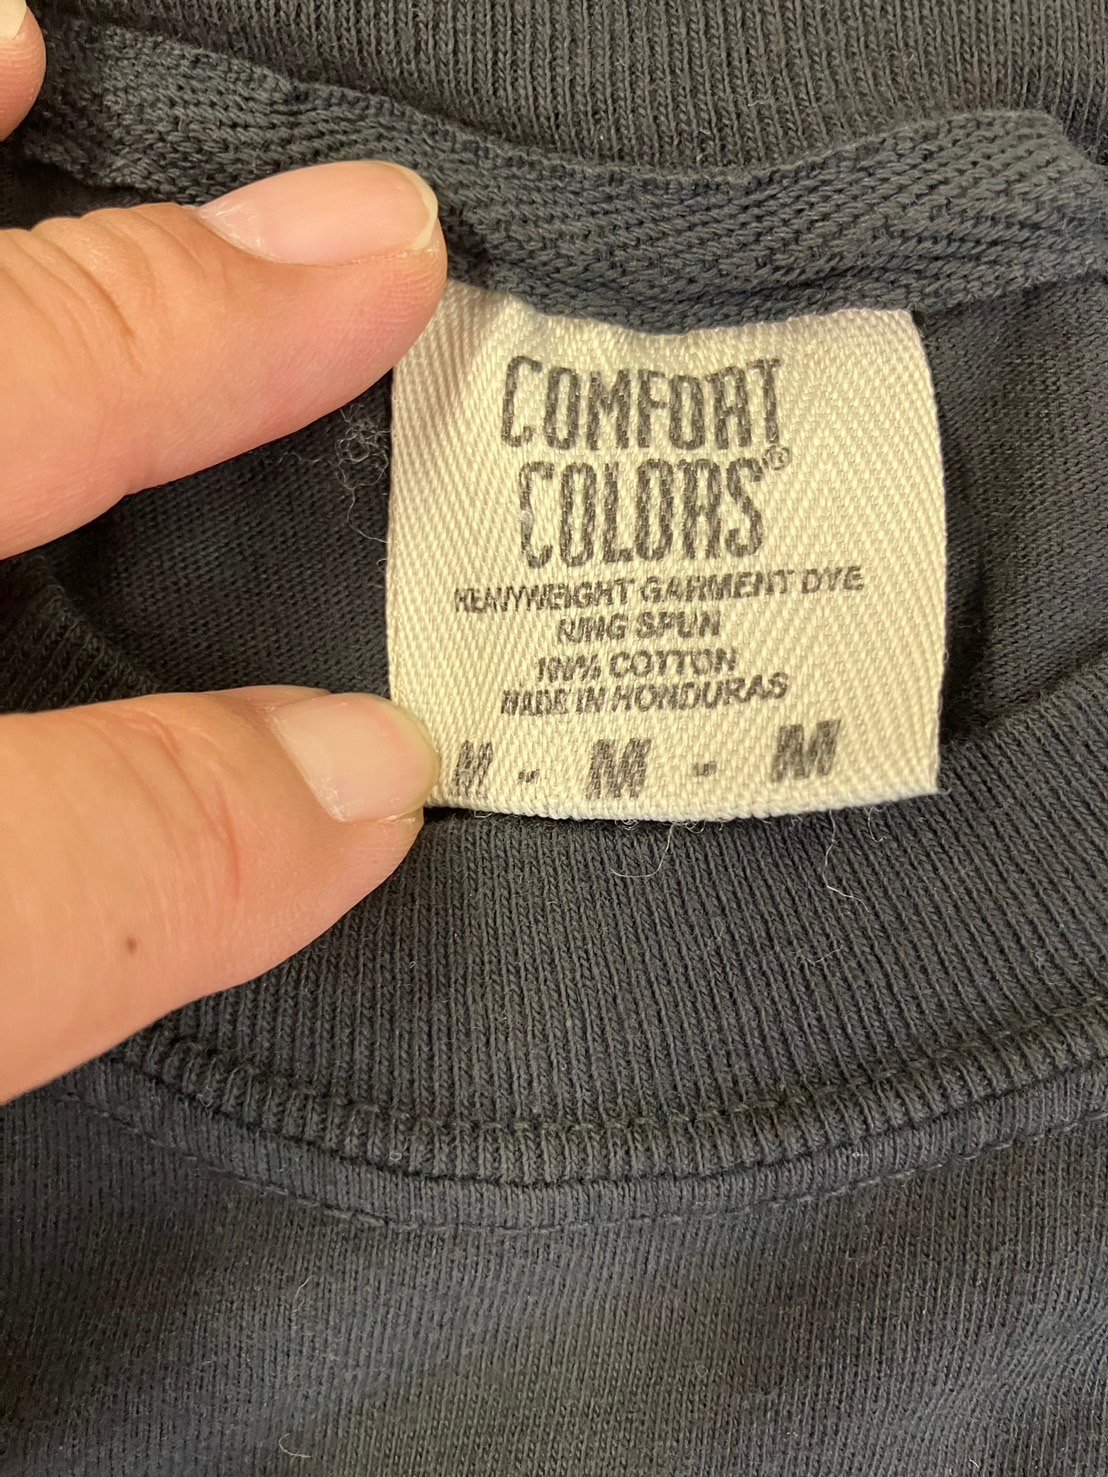 COMFORT
COLORS®
HEAVYWEIGHT GARMENT DYE
RING SPUN
100% COTTON
MADE IN HONDURAS
M - M - M